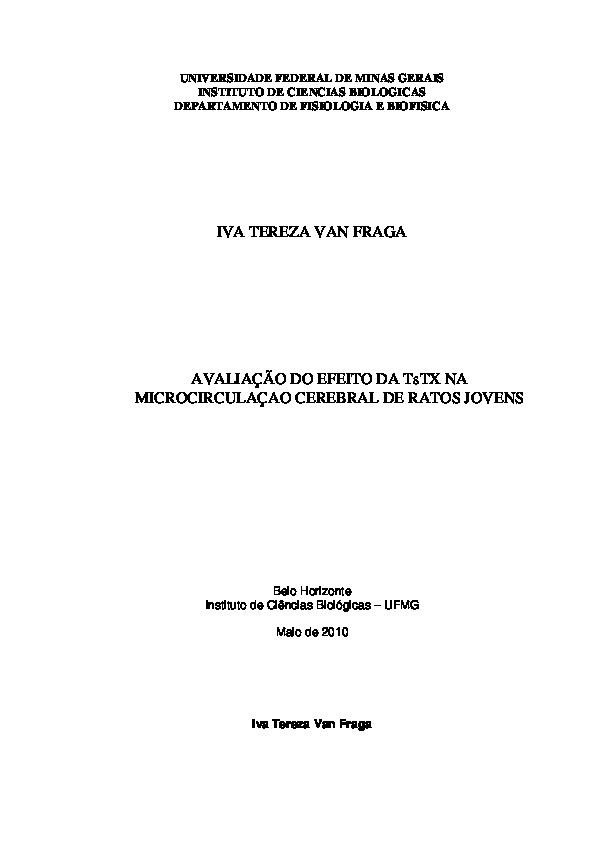 UNIVERSIDADE FEDERAL DE MINAS GERAIS
INSTITUTO DE CIENCIAS BIOLOGICAS
DEPARTAMENTO DE FISIOLOGIA E BIOFISICA
IVA TEREZA VAN FRAGA
AVALIAÇÃO DO EFEITO DA TsTX NA
MICROCIRCULAÇAO CEREBRAL DE RATOS JOVENS
Belo Horizonte
Instituto de Ciências Biológicas – UFMG
Maio de 2010
Iva Tereza Van Fraga